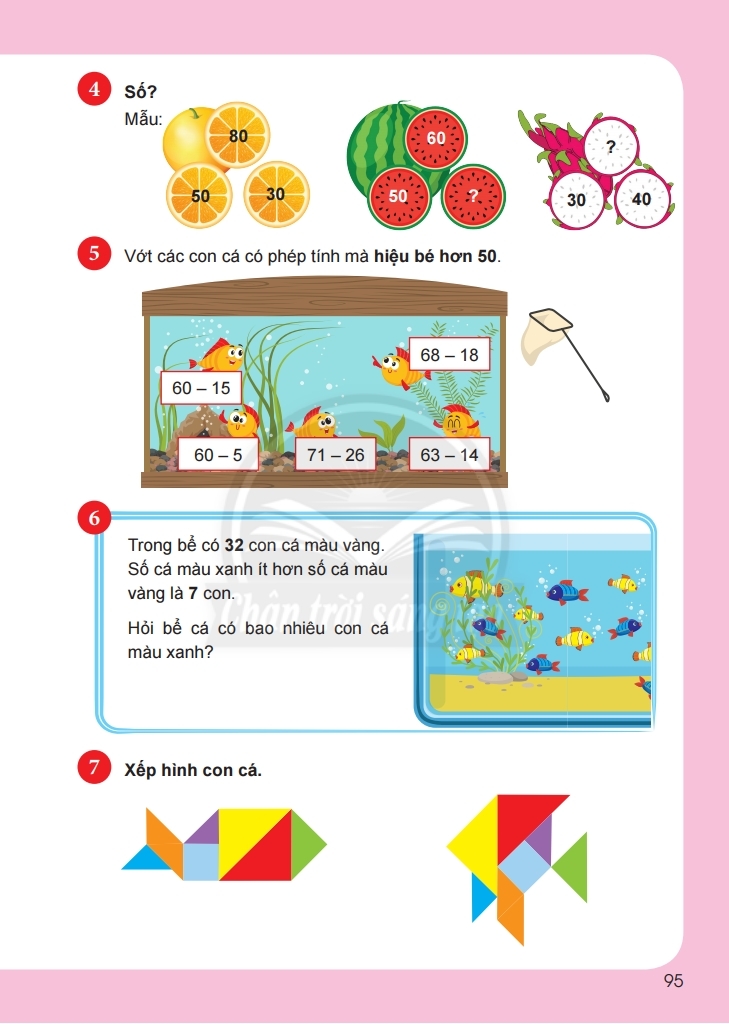 4 Số?
Mẫu:
80
50
30
60
50
?
?
30
40
5 Vớt các con cá có phép tính mà hiệu bé hơn 50.
68 – 18
60 – 15
60 – 5
71 – 26
63 – 14
6
Trong bể có 32 con cá màu vàng.
Số cá màu xanh ít hơn số cá màu
vàng là 7 con.
Hỏi bể cá có bao nhiêu con cá
màu xanh?
Chân trời sáng tạo
7 Xếp hình con cá.
95